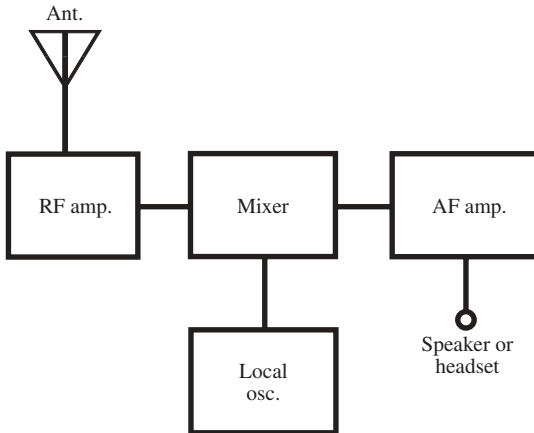 Ant.
RF amp.
Mixer
AF amp.
Local
osc.
Speaker or
headset